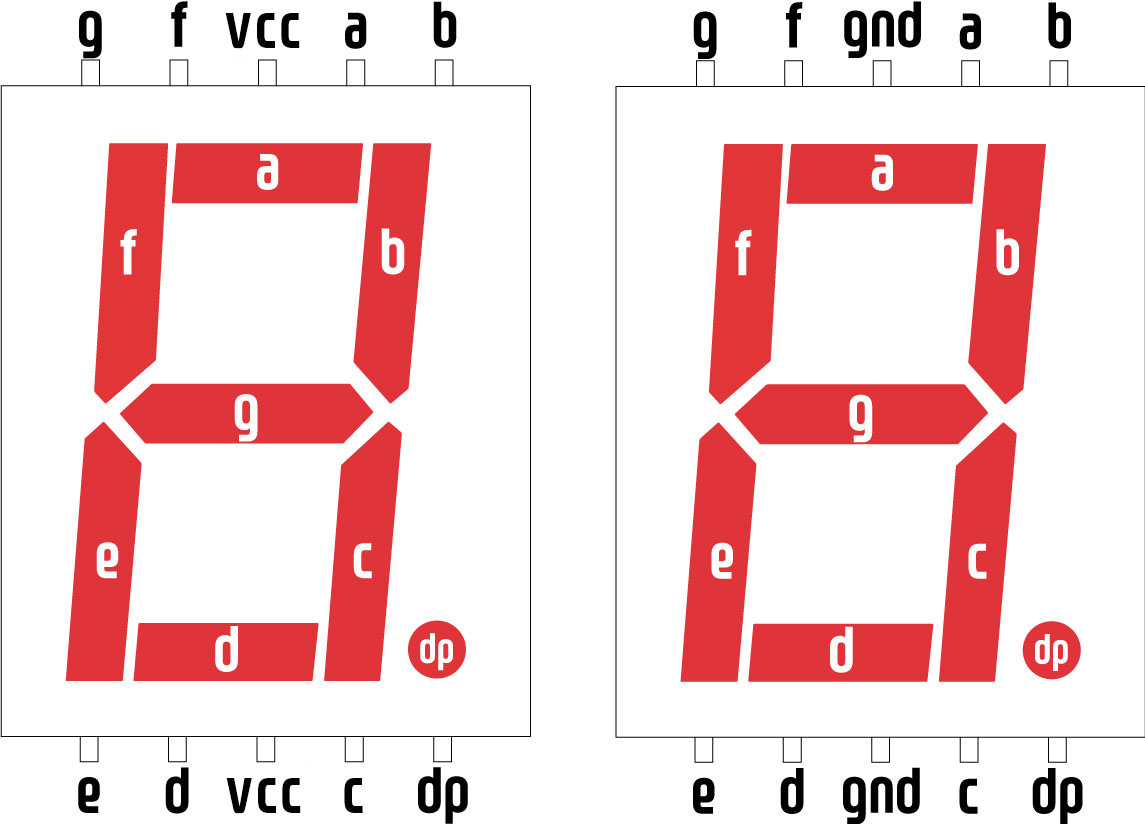 g f vcc a b
a
f b
g
e c
d dp
e d vcc c dp
g f gnd a b
a
f b
g
e c
d dp
e d gnd c dp